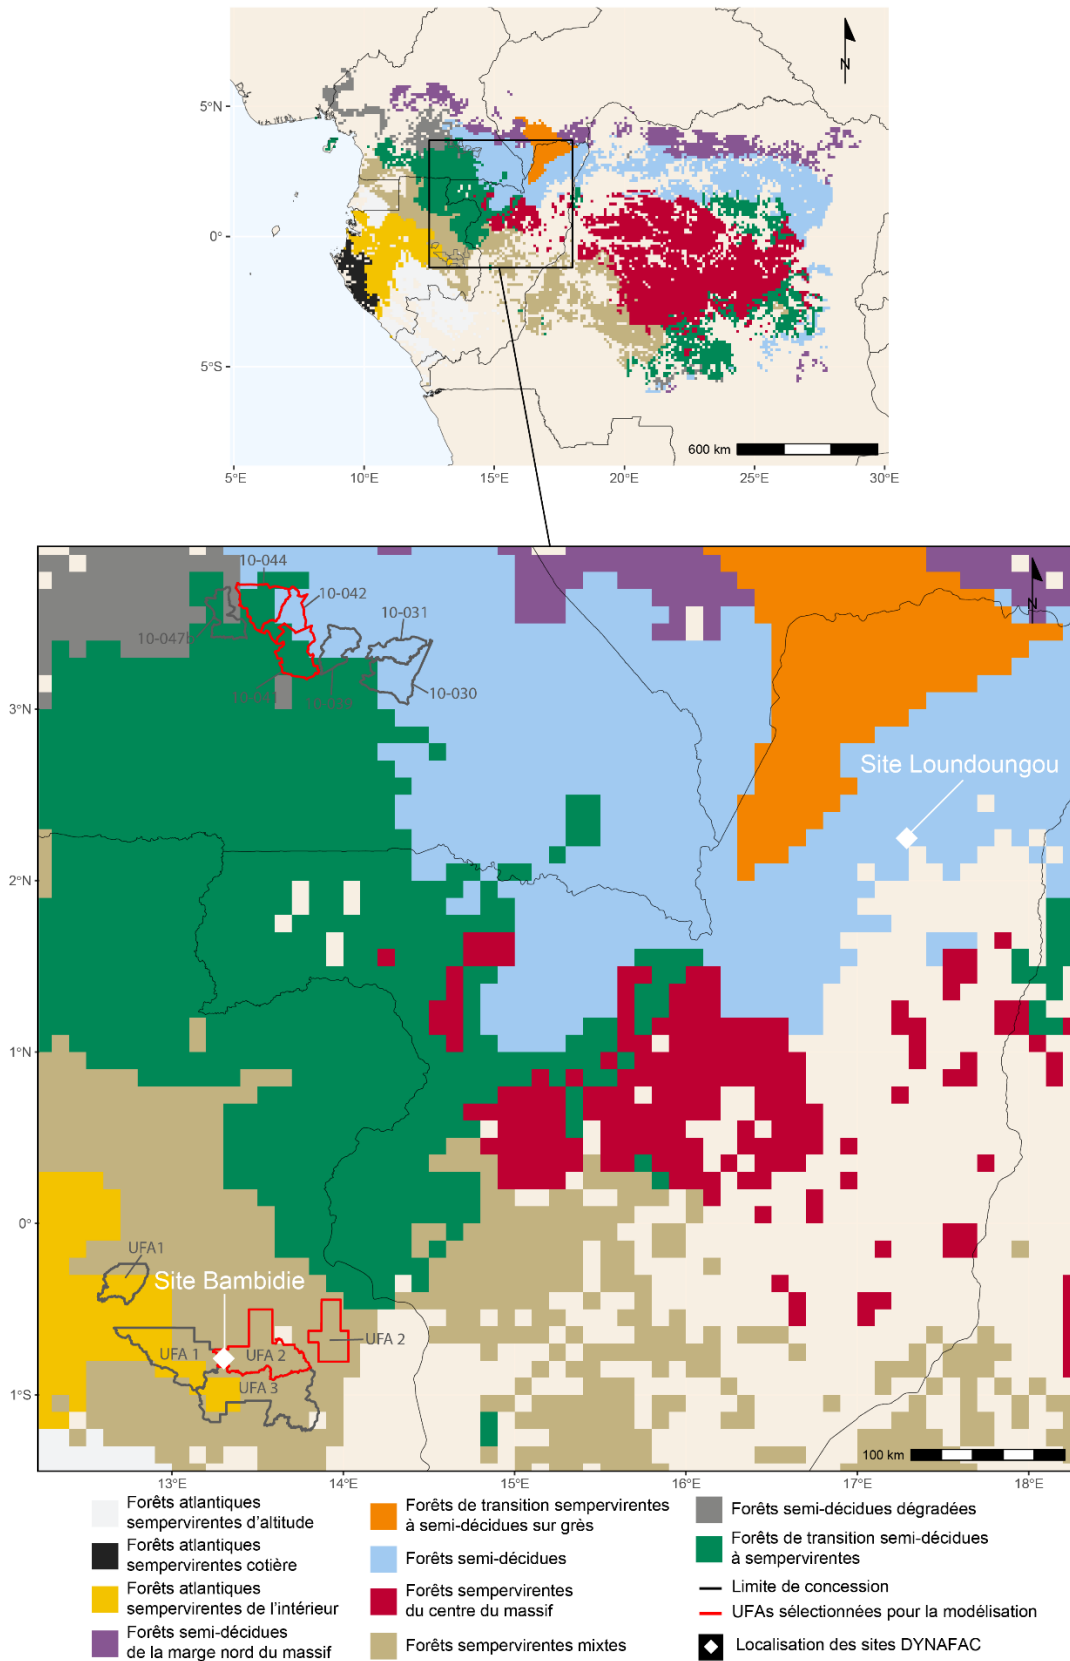 N
5°N
0°
5°S
600 km
5°E
10°E
15°E
20°E
25°E
30°E
10-044
10-042
10-031
10-047b
10-041
10-030
N
3°N
Site Loundoungou
2°N
1°N
0°
UFA1
Site Bambidie
UFA 2
UFA 1
UFA 2
UFA 3
1°S
100 km
13°E
14°E
15°E
16°E
17°E
18°E
Forêts atlantiques
sempervirentes d'altitude
Forêts atlantiques
sempervirentes cotière
Forêts atlantiques
sempervirentes de l'intérieur
Forêts semi-décidues
de la marge nord du massif
Forêts de transition sempervirentes
à semi-décidues sur grès
Forêts semi-décidues
Forêts sempervirentes
du centre du massif
Forêts sempervirentes mixtes
Forêts semi-décidues dégradées
Forêts de transition semi-décidues
à sempervirentes
Limite de concession
UFAs sélectionnées pour la modélisation
Localisation des sites DYNAFAC